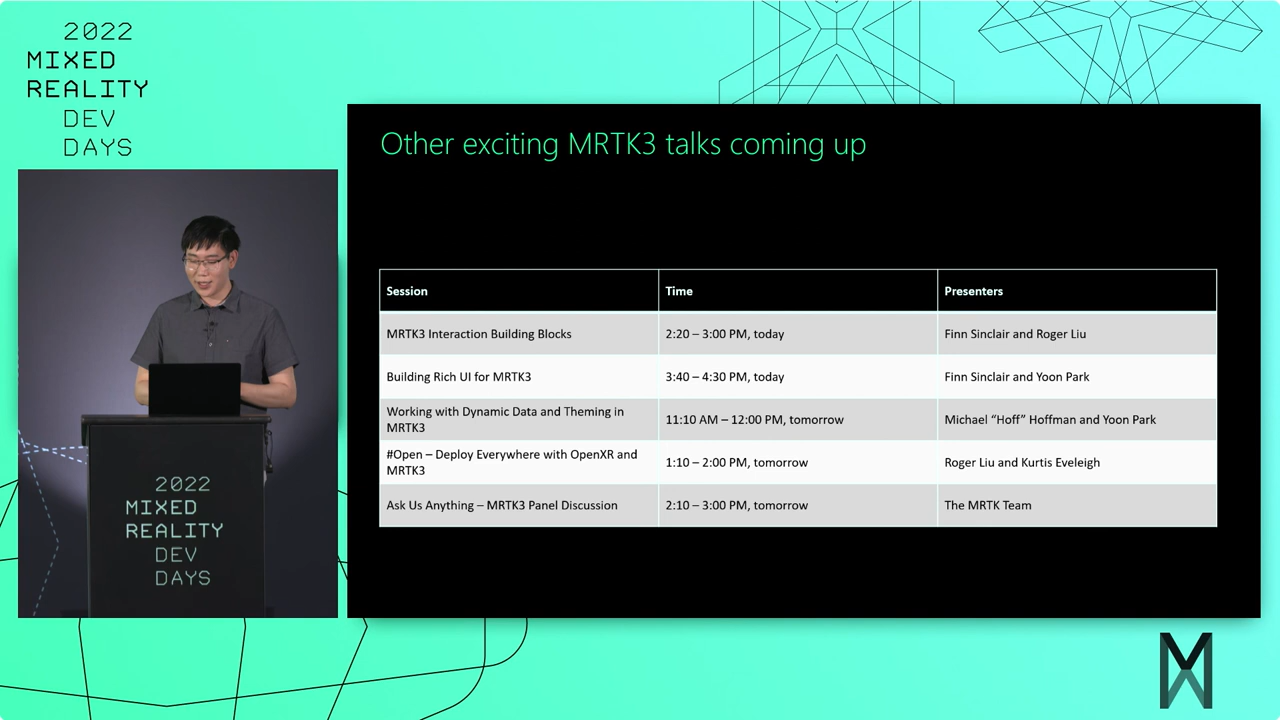 2022
MIXED
REALITY
DEV
DAYS
Other exciting MRTK3 talks coming up
Session Time Presenters
MRTK3 Interaction Building Blocks 2:20 – 3:00 PM, today Finn Sinclair and Roger Liu
Building Rich UI for MRTK3 3:40 – 4:30 PM, today Finn Sinclair and Yoon Park
Working with Dynamic Data and Theming in
MRTK3 11:10 AM – 12:00 PM, tomorrow Michael “Hoff” Hoffman and Yoon Park
#Open – Deploy Everywhere with OpenXR and
MRTK3 1:10 – 2:00 PM, tomorrow Roger Liu and Kurtis Eveleigh
Ask Us Anything – MRTK3 Panel Discussion 2:10 – 3:00 PM, tomorrow The MRTK Team
2022
MIXED
REALITY
DEV
DAYS